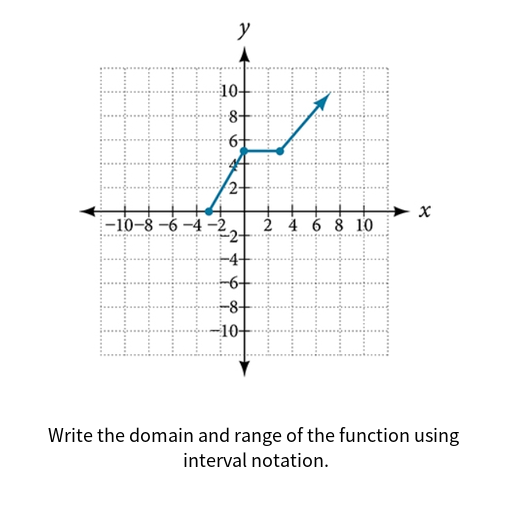 y
10
8
6
4
2
−10 −8 −6 −4 −2 2 4 6 8 10 x
−2
−4
−6
−8
−10
Write the domain and range of the function using
interval notation.